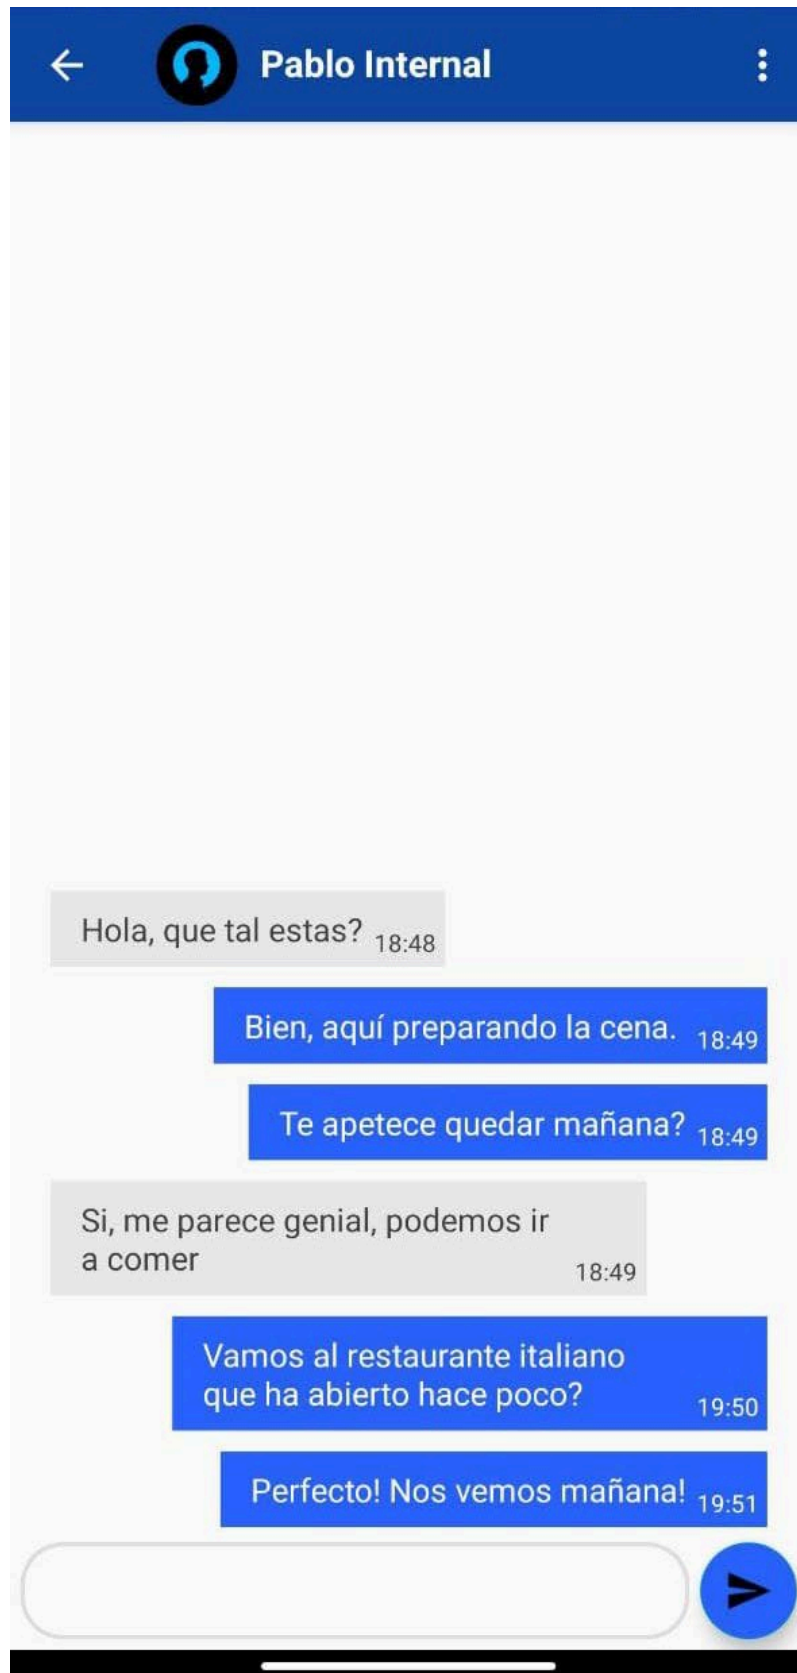 Pablo Internal
Hola, que tal estas? 18:48
Bien, aquí preparando la cena. 18:49
Te apetece quedar mañana? 18:49
Si, me parece genial, podemos ir
a comer 18:49
Vamos al restaurante italiano
que ha abierto hace poco? 19:50
Perfecto! Nos vemos mañana! 19:51